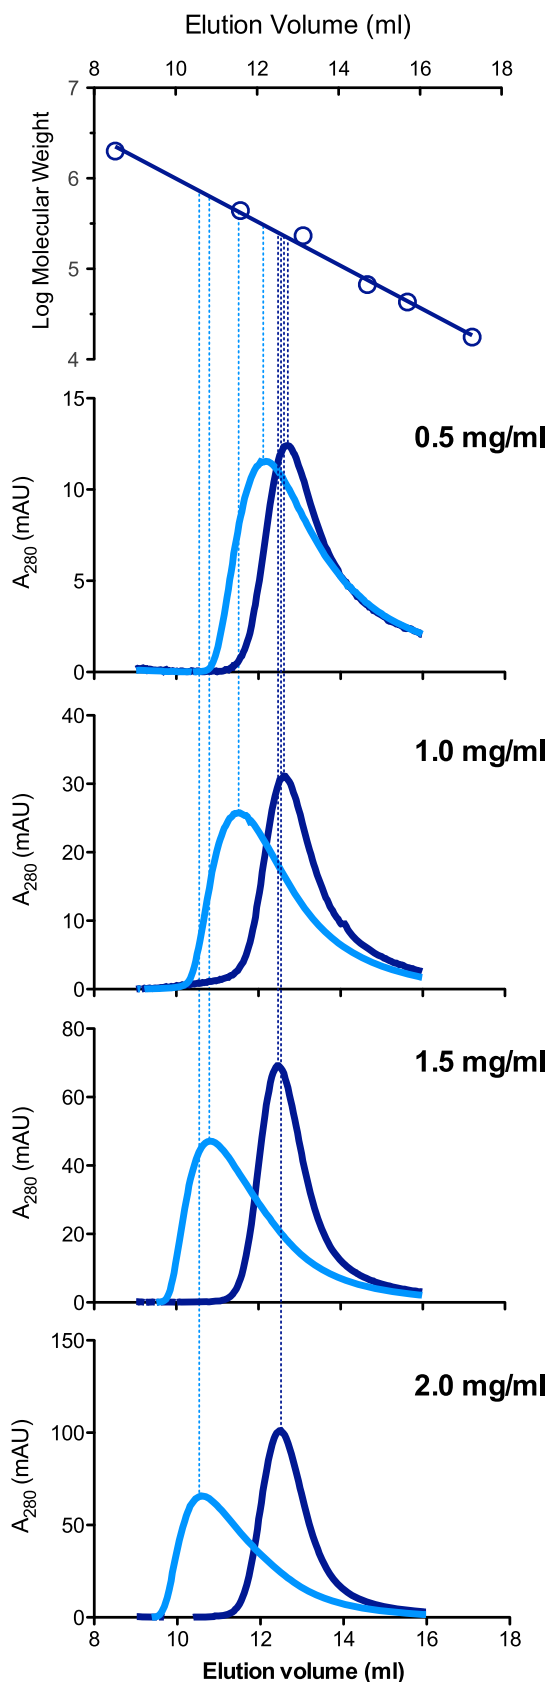 Elution Volume (ml)
8 10 12 14 16 18
7
6
5
4
Log Molecular Weight
15
10
5
0
A280 (mAU)
0.5 mg/ml
40
30
20
10
0
A280 (mAU)
1.0 mg/ml
80
60
40
20
0
A280 (mAU)
1.5 mg/ml
150
100
50
0
A280 (mAU)
2.0 mg/ml
8 10 12 14 16 18
Elution volume (ml)